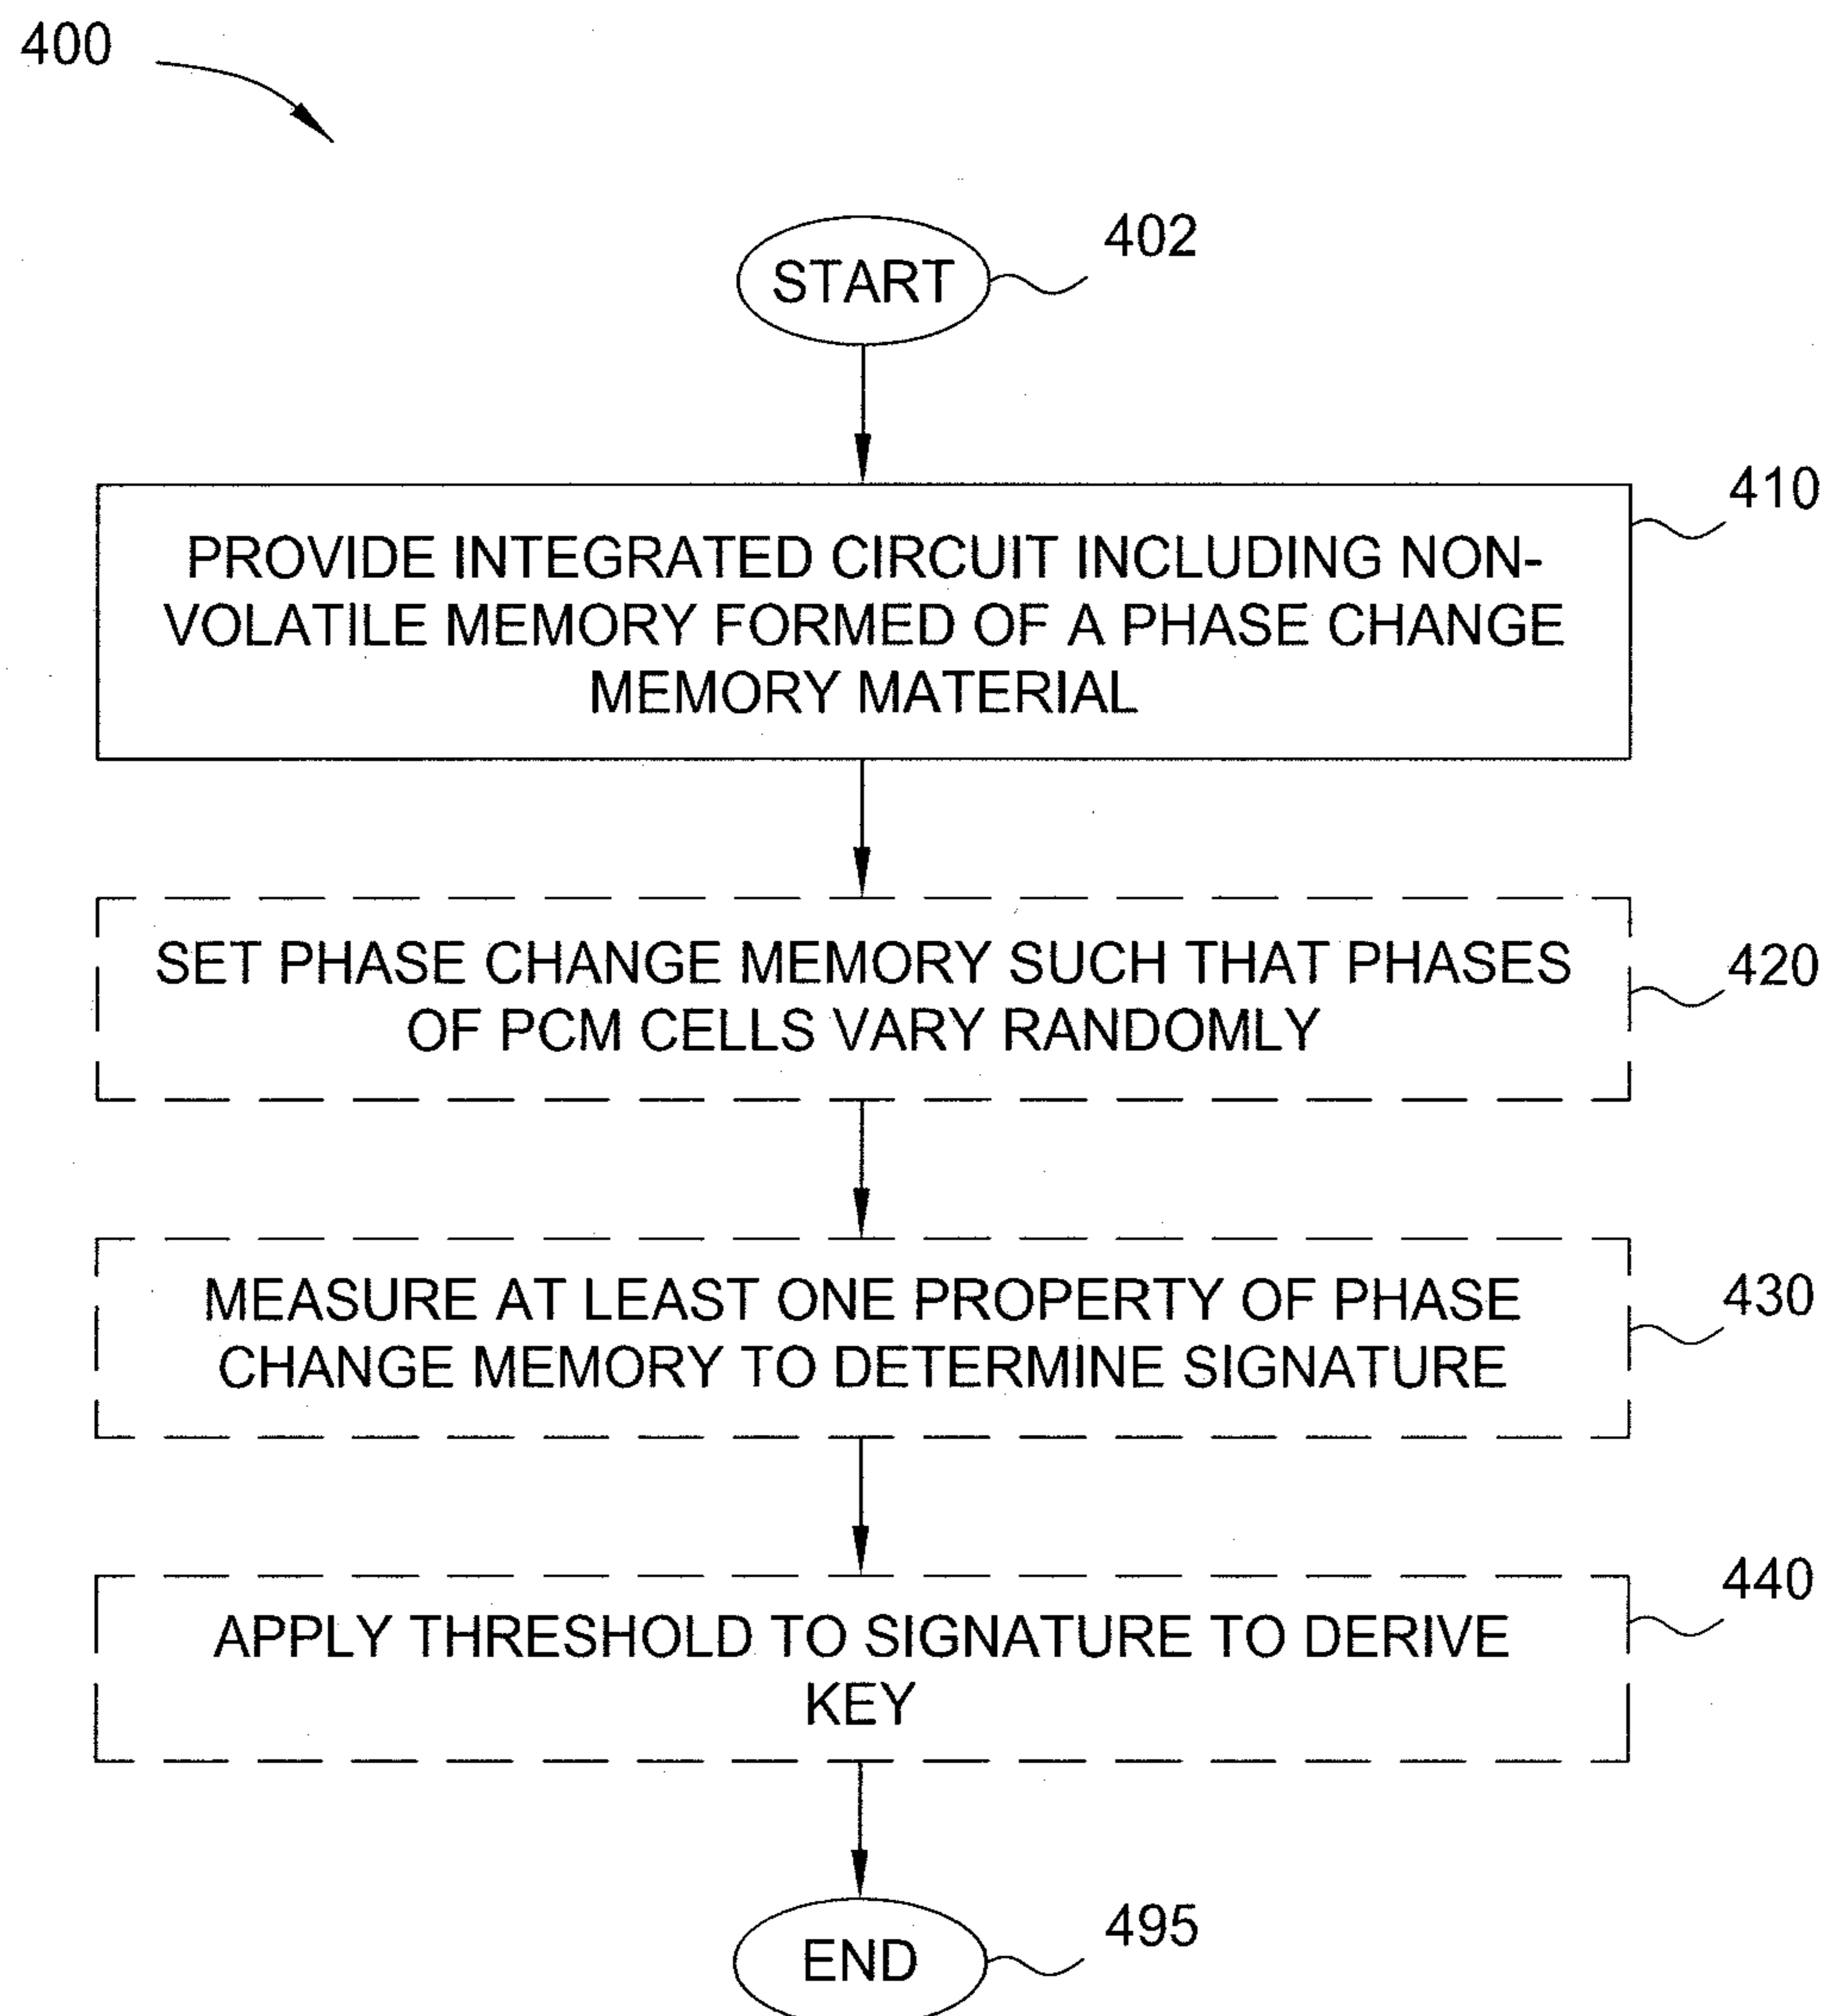 400
START
402
PROVIDE INTEGRATED CIRCUIT INCLUDING NON-
VOLATILE MEMORY FORMED OF A PHASE CHANGE
MEMORY MATERIAL
410
SET PHASE CHANGE MEMORY SUCH THAT PHASES
OF PCM CELLS VARY RANDOMLY
420
MEASURE AT LEAST ONE PROPERTY OF PHASE
CHANGE MEMORY TO DETERMINE SIGNATURE
430
APPLY THRESHOLD TO SIGNATURE TO DERIVE
KEY
440
END
495